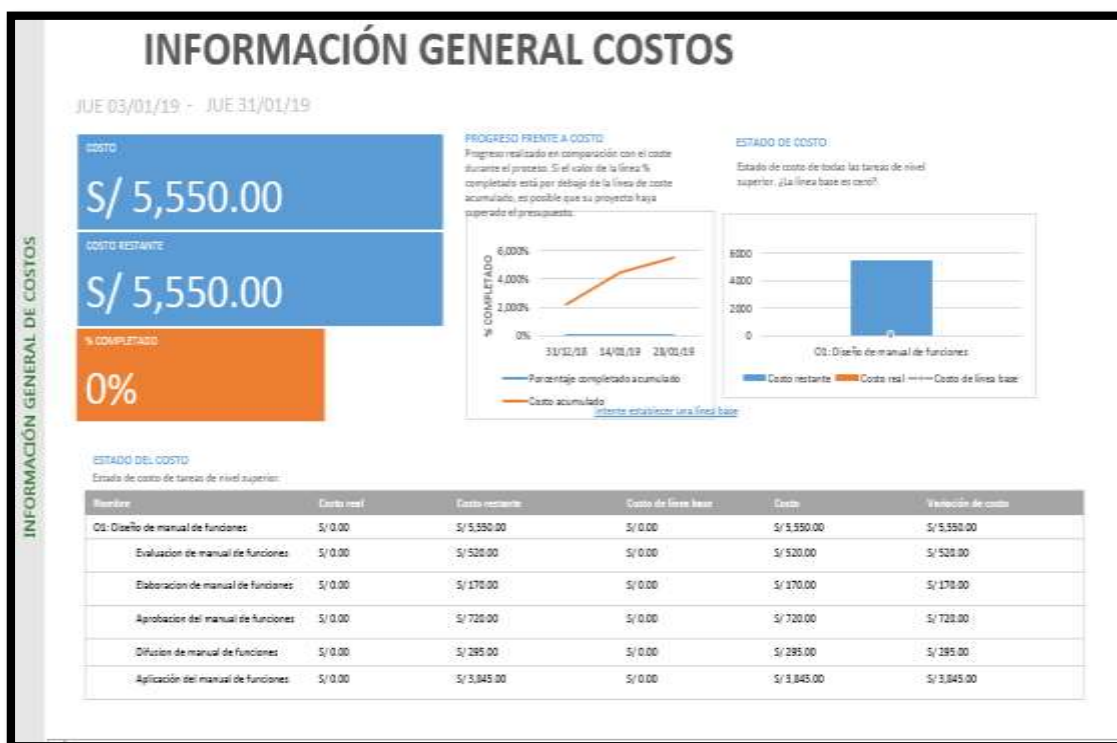 INFORMACIÓN GENERAL DE COSTOS
INFORMACIÓN GENERAL COSTOS
JUE 03/01/19 - JUE 31/01/19
COSTO
S/ 5,550.00
COSTO RESTANTE
S/ 5,550.00
% COMPLETADO
0%
PROGRESO FRENTE A COSTO
Progreso realizado en comparación con el coste
durante el proceso. Si el valor de la línea %
completado está por debajo de la línea de coste
acumulado, es posible que su proyecto haya
superado el presupuesto.
% COMPLETADO
6,000%
4,000%
2,000%
0%
31/12/18 14/01/19 28/01/19
Porcentaje completado acumulado
Costo acumulado
ESTADO DE COSTO
Estado de costo de todas las tareas de nivel
superior. ¿La línea base es cero?
6000
4000
2000
0
0
O1: Diseño de manual de funciones
Costo restante Costo real Costo de línea base
Intente establecer una línea base
ESTADO DEL COSTO
Estado de costo de tareas de nivel superior.
Nombre Costo real Costo restante Costo de línea base Costo Variación de costo
O1: Diseño de manual de funciones S/ 0.00 S/ 5,550.00 S/ 0.00 S/ 5,550.00 S/ 5,550.00
Evaluacion de manual de funciones S/ 0.00 S/ 520.00 S/ 0.00 S/ 520.00 S/ 520.00
Elaboracion de manual de funciones S/ 0.00 S/ 170.00 S/ 0.00 S/ 170.00 S/ 170.00
Aprobacion del manual de funciones S/ 0.00 S/ 720.00 S/ 0.00 S/ 720.00 S/ 720.00
Difusion de manual de funciones S/ 0.00 S/ 295.00 S/ 0.00 S/ 295.00 S/ 295.00
Aplicación del manual de funciones S/ 0.00 S/ 3,845.00 S/ 0.00 S/ 3,845.00 S/ 3,845.00